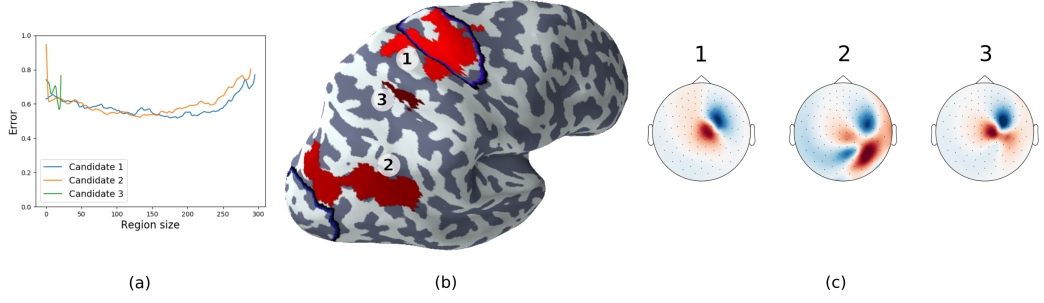 1.0
0.8
0.6
0.4
0.2
0.0
Error
0 50 100 150 200 250 300
Region size
Candidate 1
Candidate 2
Candidate 3
(a)
1
3
2
(b)
1 2 3
(c)